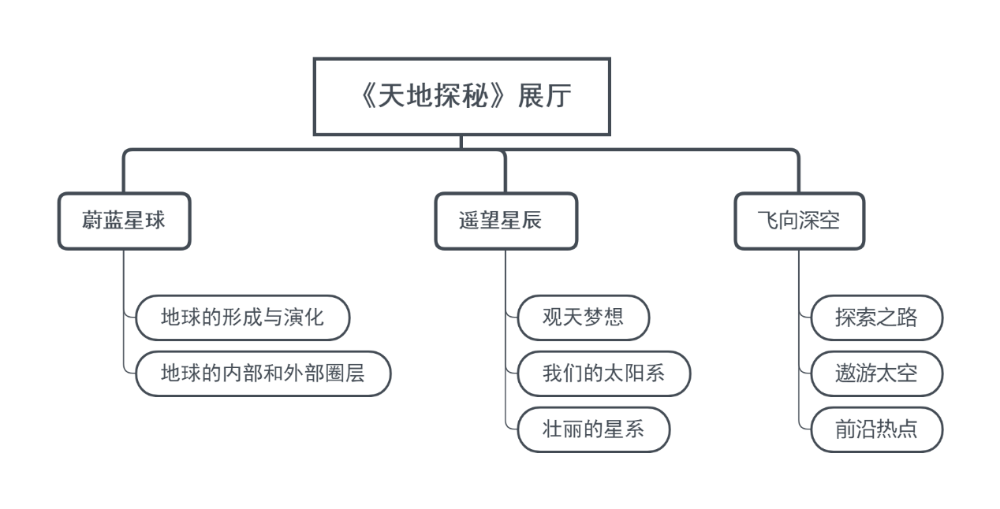 《天地探秘》展厅
蔚蓝星球
地球的形成与演化
地球的内部和外部圈层
遥望星辰
观天梦想
我们的太阳系
壮丽的星系
飞向深空
探索之路
遨游太空
前沿热点